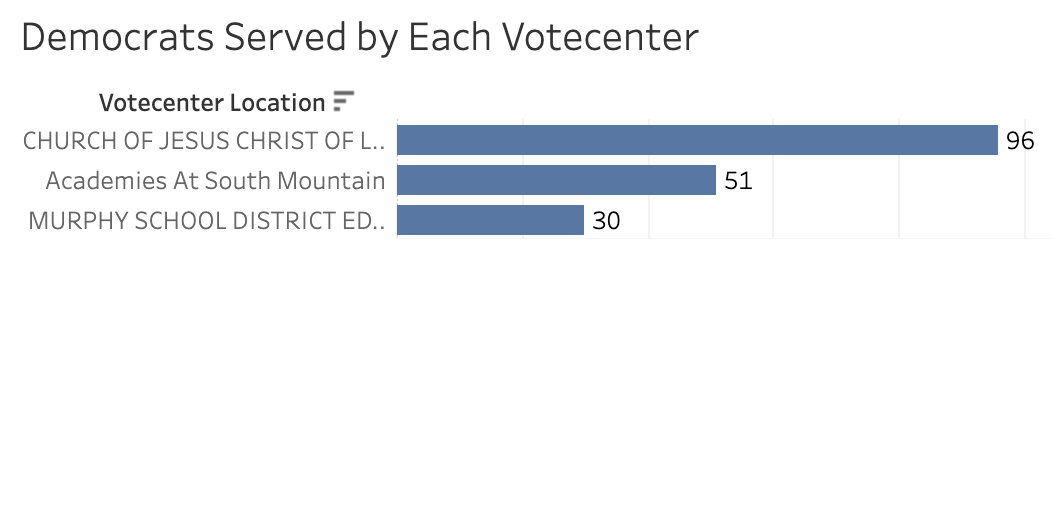 Democrats Served by Each Votecenter
Votecenter Location
CHURCH OF JESUS CHRIST OF L.. 96
Academies At South Mountain 51
MURPHY SCHOOL DISTRICT ED.. 30